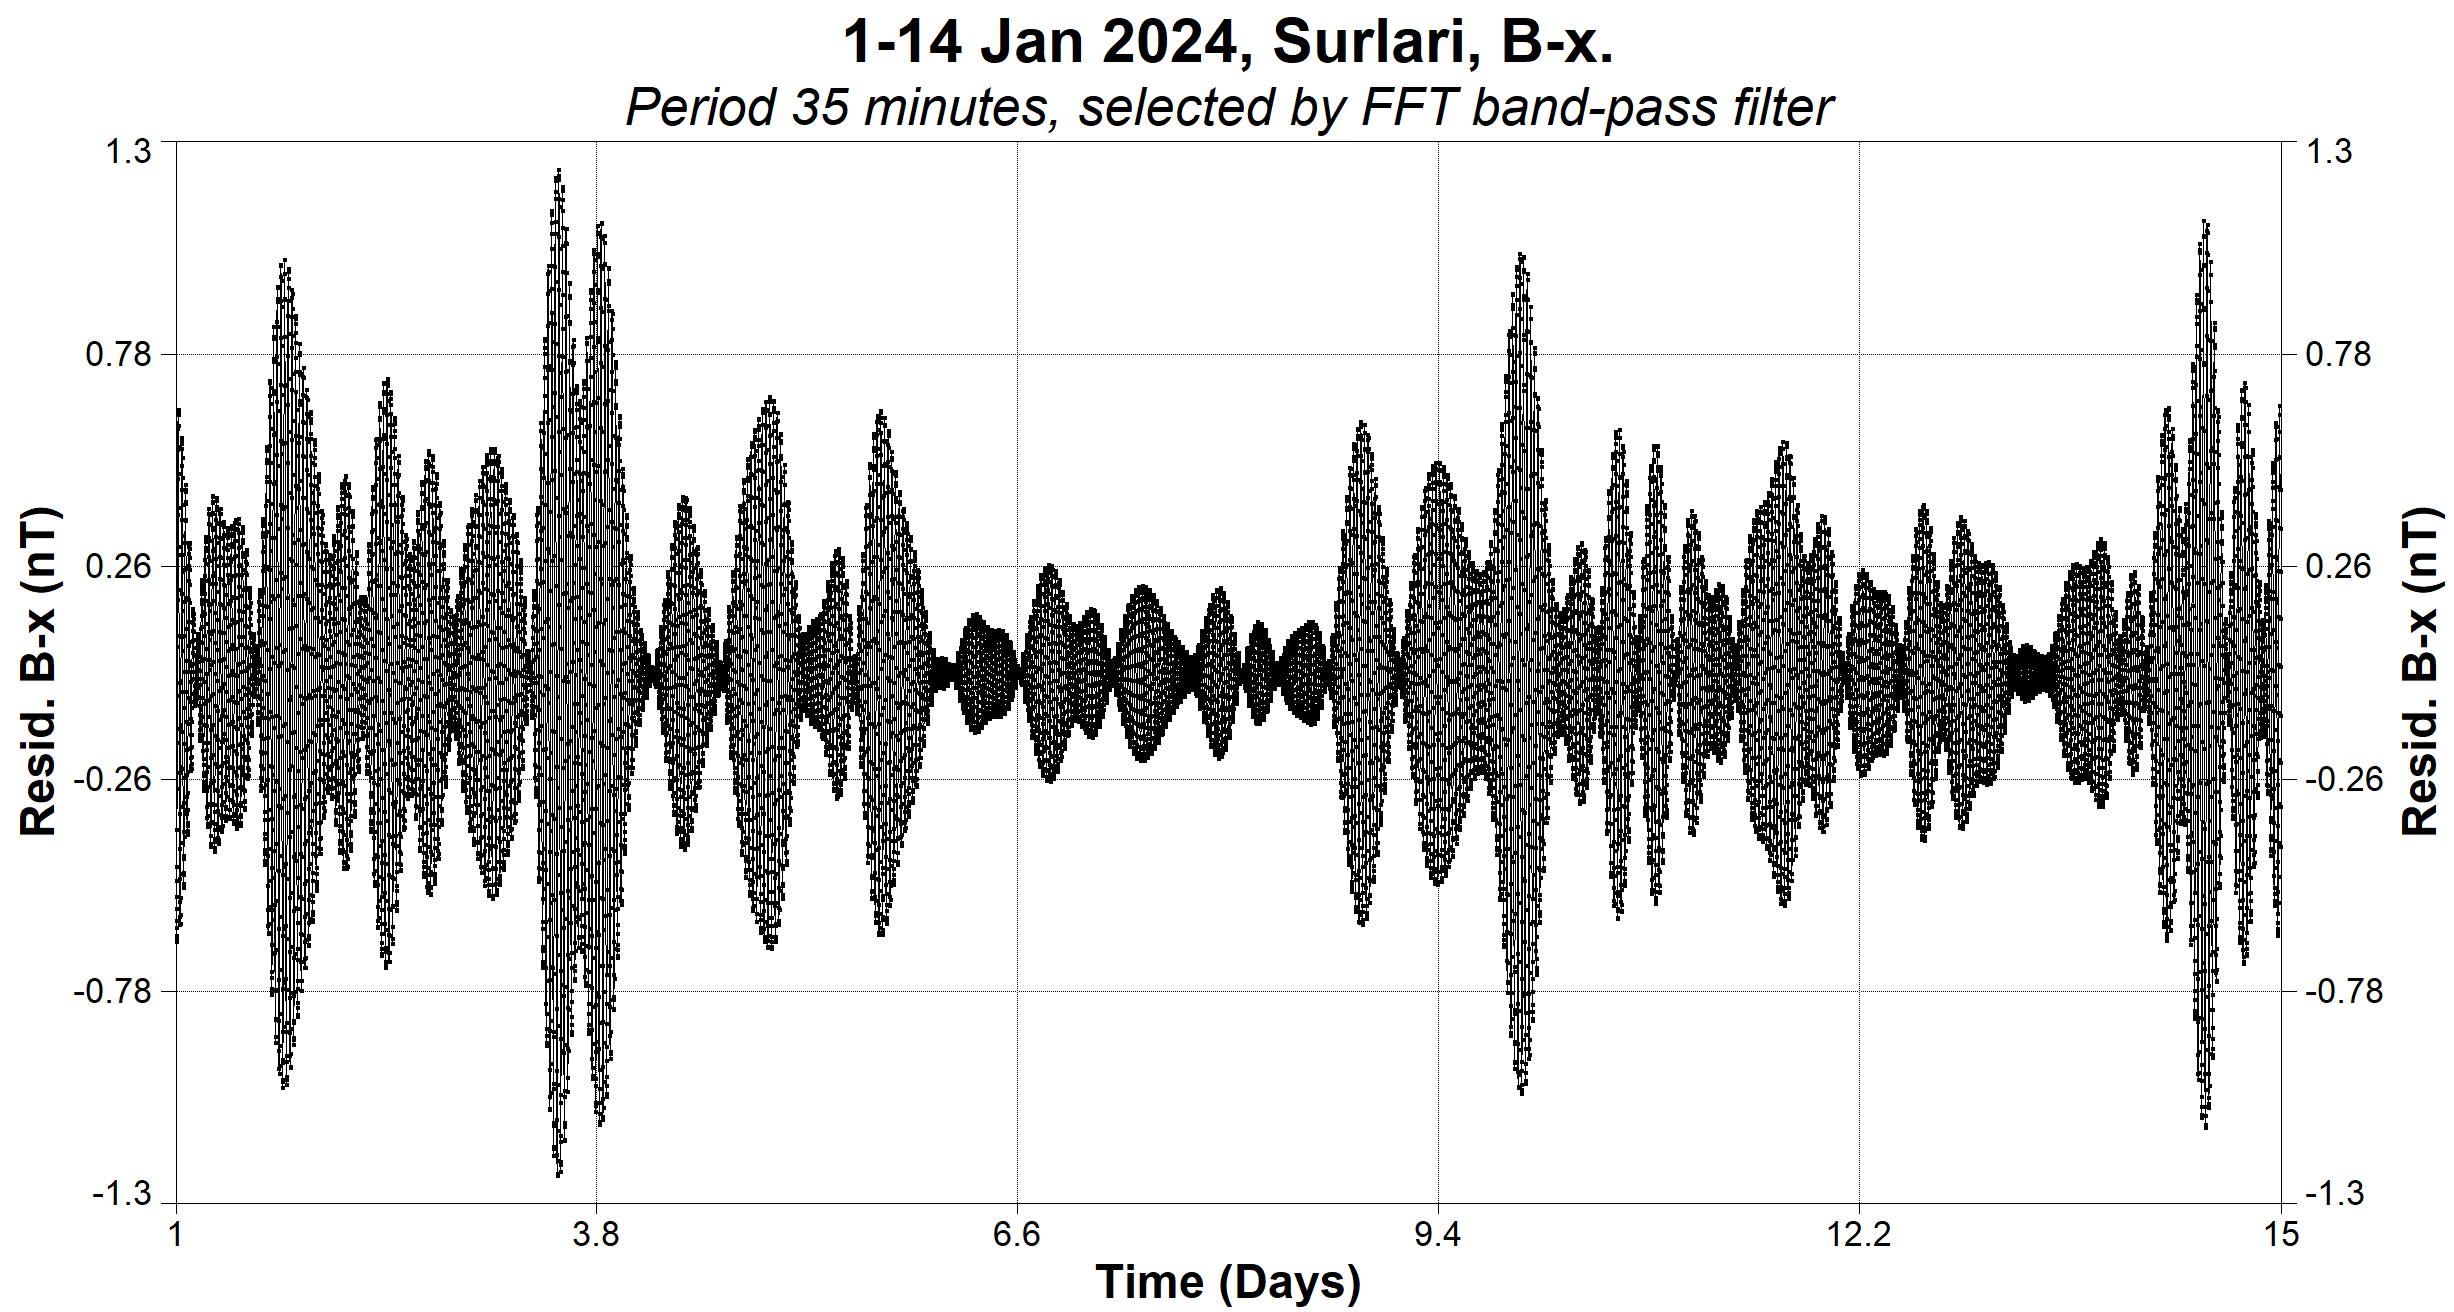 1-14 Jan 2024, Surlari, B-x.
Period 35 minutes, selected by FFT band-pass filter
1.3
0.78
0.26
-0.26
-0.78
-1.3
Resid. B-x (nT)
1.3
0.78
0.26
-0.26
-0.78
-1.3
Resid. B-x (nT)
1 3.8 6.6 9.4 12.2 15
Time (Days)